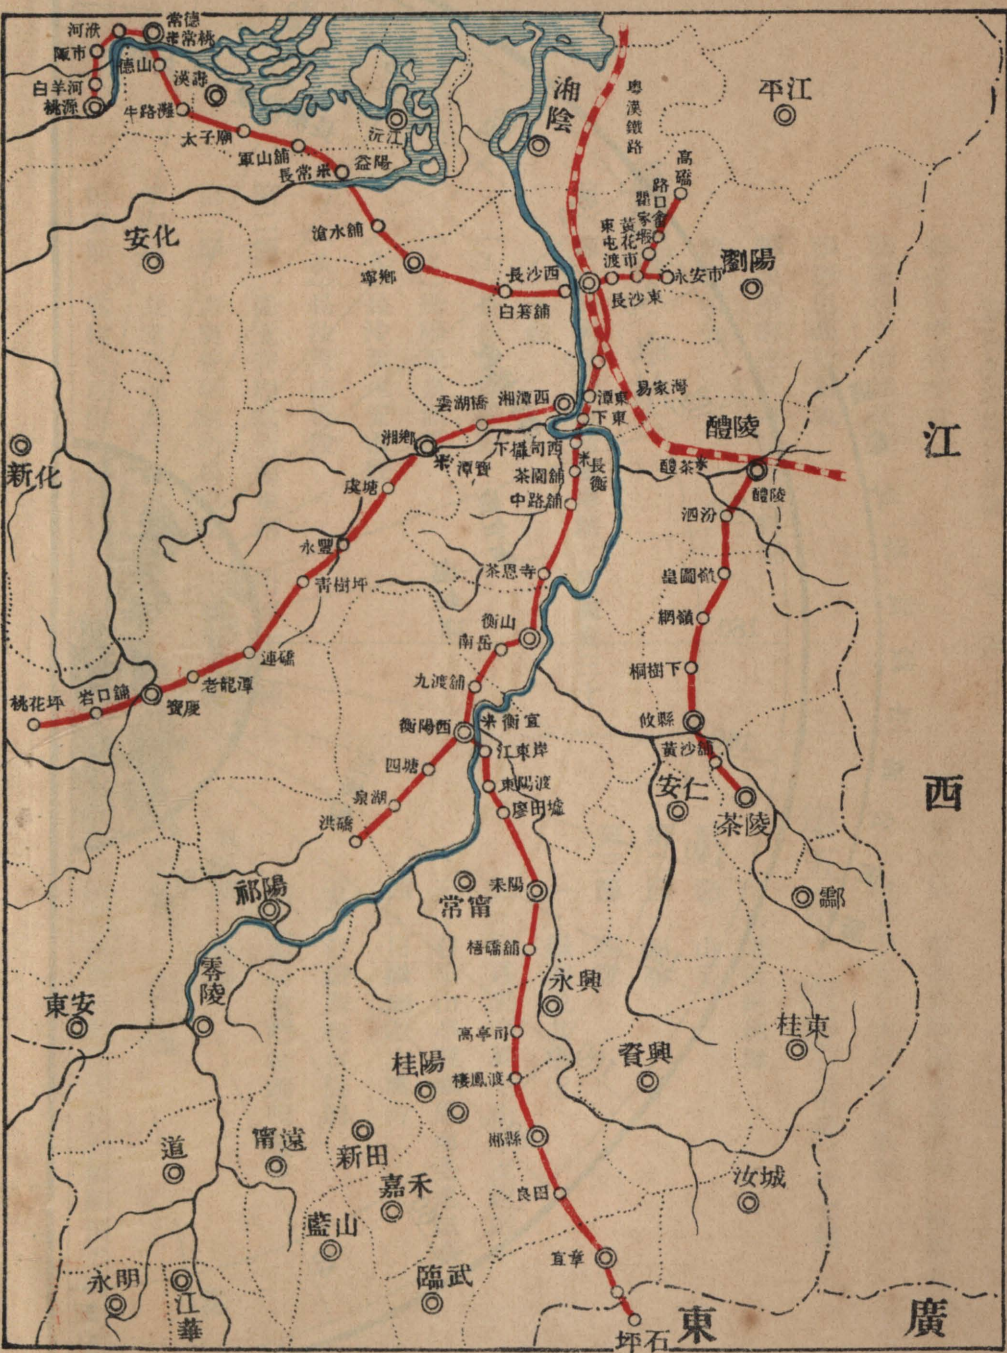 常德
常桃米
河洑
陬市
白羊河
桃源
德山
漢壽
牛路灘
太子廟
軍山舖
長常米
益陽
沅江
湘陰
粵漢鐵路
平江
高橋
路口畬
黃花市
東屯渡
永安市
長沙東
長沙西
瀏陽
白箬舖
寧鄉
滄水舖
安化
新化
易家灣
潭東
下東
湘潭西
雲湖橋
湘鄉
潭寶米
下攝司西
長衡米
茶園舖
中路舖
醴陵
醴茶米
醴陵
泗汾
皇圖嶺
網嶺
桐樹下
攸縣
黃沙舖
茶陵
安仁
酃
虞塘
永豐
青樹坪
連橋
老龍潭
寶慶
岩口舖
桃花坪
茶恩寺
衡山
南岳
九渡舖
衡陽西
宜衡米
江東岸
東陽渡
廖田墟
四塘
泉湖
洪橋
祁陽
常甯
耒陽
零陵
東安
永興
高亭司
棲鳳渡
資興
桂東
桂陽
郴縣
良田
汝城
宜章
坪石
道
甯遠
新田
嘉禾
藍山
臨武
永明
江華
江西
廣東